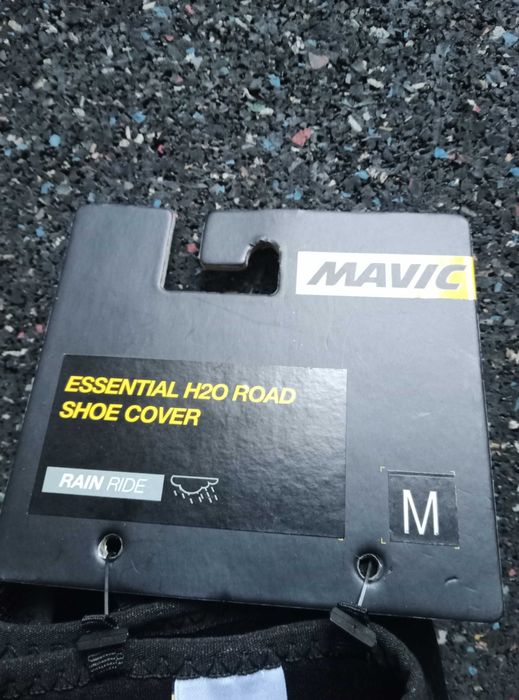 MAVIC
ESSENTIAL H2O ROAD
SHOE COVER
RAIN RIDE
M